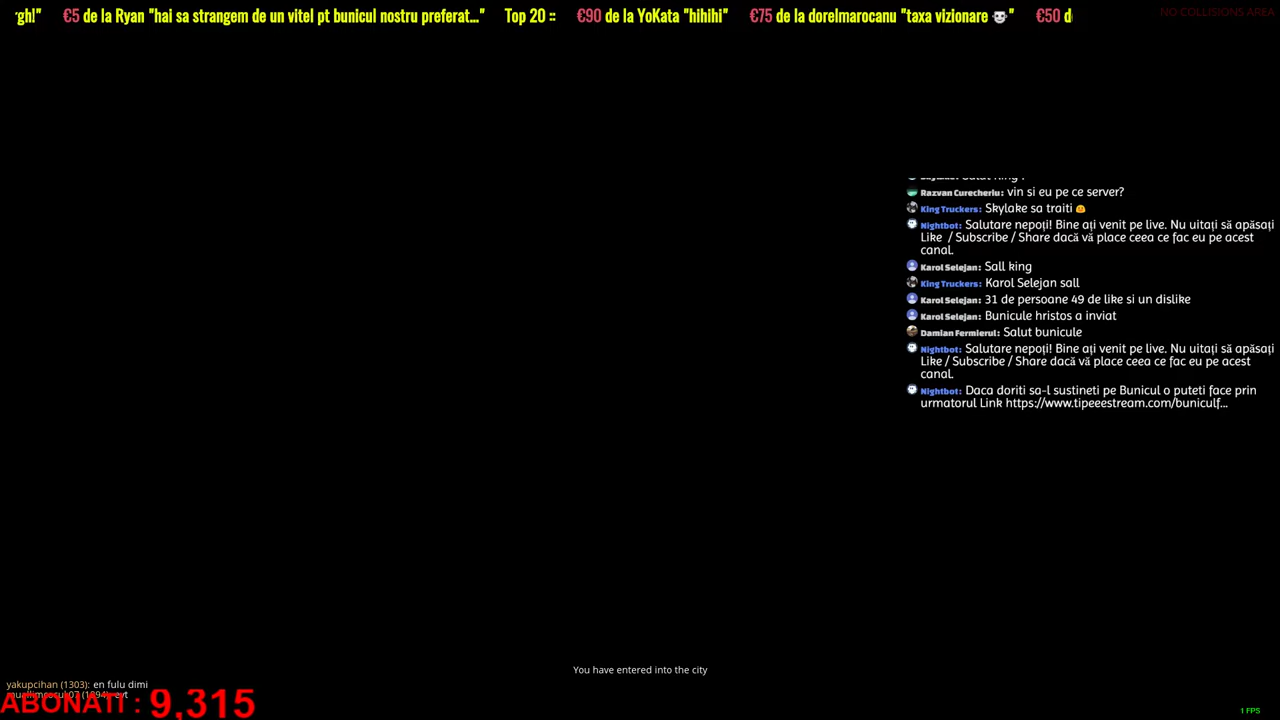 rgh!" €5 de la Ryan "hai sa strangem de un vitel pt bunicul nostru preferat..." Top 20 :: €90 de la YoKata "hihihi" €75 de la dorelmarocanu "taxa vizionare " €50 d
NO COLLISIONS AREA
Razvan Curecheriu: vin si eu pe ce server?
King Truckers: Skylake sa traiti
Nightbot: Salutare nepoți! Bine ați venit pe live. Nu uitați să apăsați
Like / Subscribe / Share dacă vă place ceea ce fac eu pe acest
canal.
Karol Selejan: Sall king
King Truckers: Karol Selejan sall
Karol Selejan: 31 de persoane 49 de like si un dislike
Karol Selejan: Bunicule hristos a inviat
Damian Fermierul: Salut bunicule
Nightbot: Salutare nepoți! Bine ați venit pe live. Nu uitați să apăsați
Like / Subscribe / Share dacă vă place ceea ce fac eu pe acest
canal.
Nightbot: Daca doriti sa-l sustineti pe Bunicul o puteti face prin
urmatorul Link https://www.tipeeestream.com/buniculf...
You have entered into the city
yakupcihan (1303): en fulu dimi
ABONATI : 9,315
1 FPS